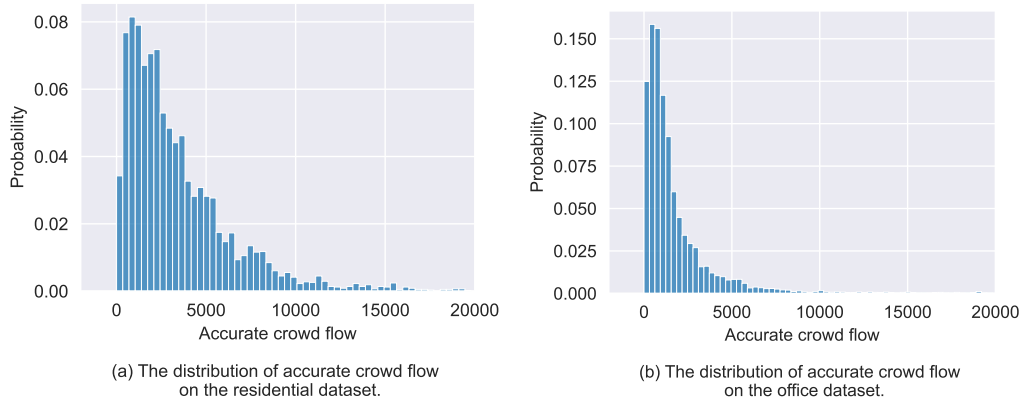 0.08
0.06
0.04
0.02
0.00
Probability
0 5000 10000 15000 20000
Accurate crowd flow
(a) The distribution of accurate crowd flow
on the residential dataset.
0.150
0.125
0.100
0.075
0.050
0.025
0.000
Probability
0 5000 10000 15000 20000
Accurate crowd flow
(b) The distribution of accurate crowd flow
on the office dataset.